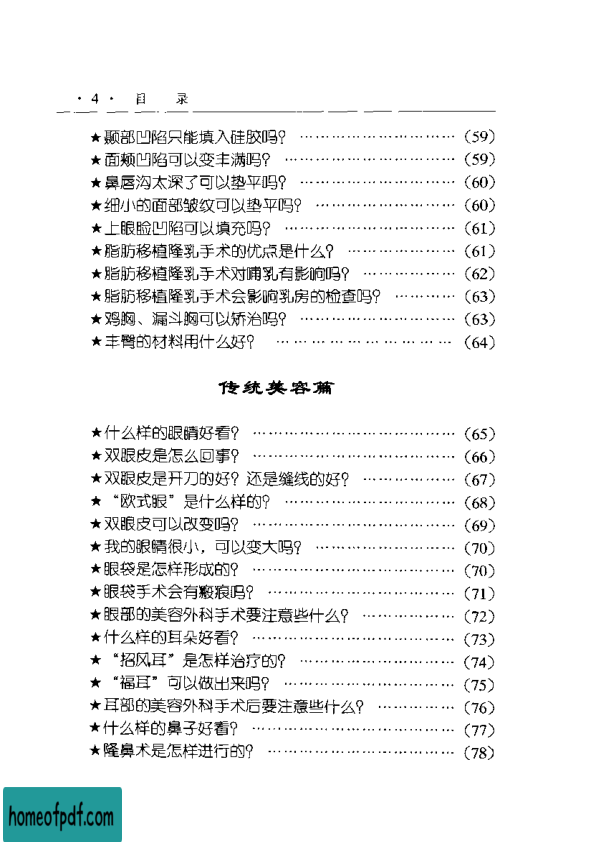 · 4 · 目 录
★颞部凹陷只能填入硅胶吗? ………………………… (59)
★面颊凹陷可以变丰满吗? ………………………… (59)
★鼻唇沟太深了可以垫平吗? ………………………… (60)
★细小的面部皱纹可以垫平吗? ……………………… (60)
★上眼脸凹陷可以填充吗? ………………………… (61)
★脂肪移植隆乳手术的优点是什么? ………………… (61)
★脂肪移植隆乳手术对哺乳有影响吗? ……………… (62)
★脂肪移植隆乳手术会影响乳房的检查吗? ………… (63)
★鸡胸、漏斗胸可以矫治吗? ………………………… (63)
★丰臀的材料用什么好? ………………………… (64)
传统美容篇
★什么样的眼睛好看? ……………………………… (65)
★双眼皮是怎么回事? ……………………………… (66)
★双眼皮是开刀的好? 还是缝线的好? ……………… (67)
★“欧式眼”是什么样的? ………………………… (68)
★双眼皮可以改变吗? ……………………………… (69)
★我的眼睛很小, 可以变大吗? ……………………… (70)
★眼袋是怎样形成的? ……………………………… (70)
★眼袋手术会有瘢痕吗? …………………………… (71)
★眼部的美容外科手术要注意些什么? ……………… (72)
★什么样的耳朵好看? ……………………………… (73)
★“招风耳”是怎样治疗的? ………………………… (74)
★“福耳”可以做出来吗? ………………………… (75)
★耳部的美容外科手术后要注意些什么? …………… (76)
★什么样的鼻子好看? ……………………………… (77)
★隆鼻术是怎样进行的? …………………………… (78)
homeofpdf.com